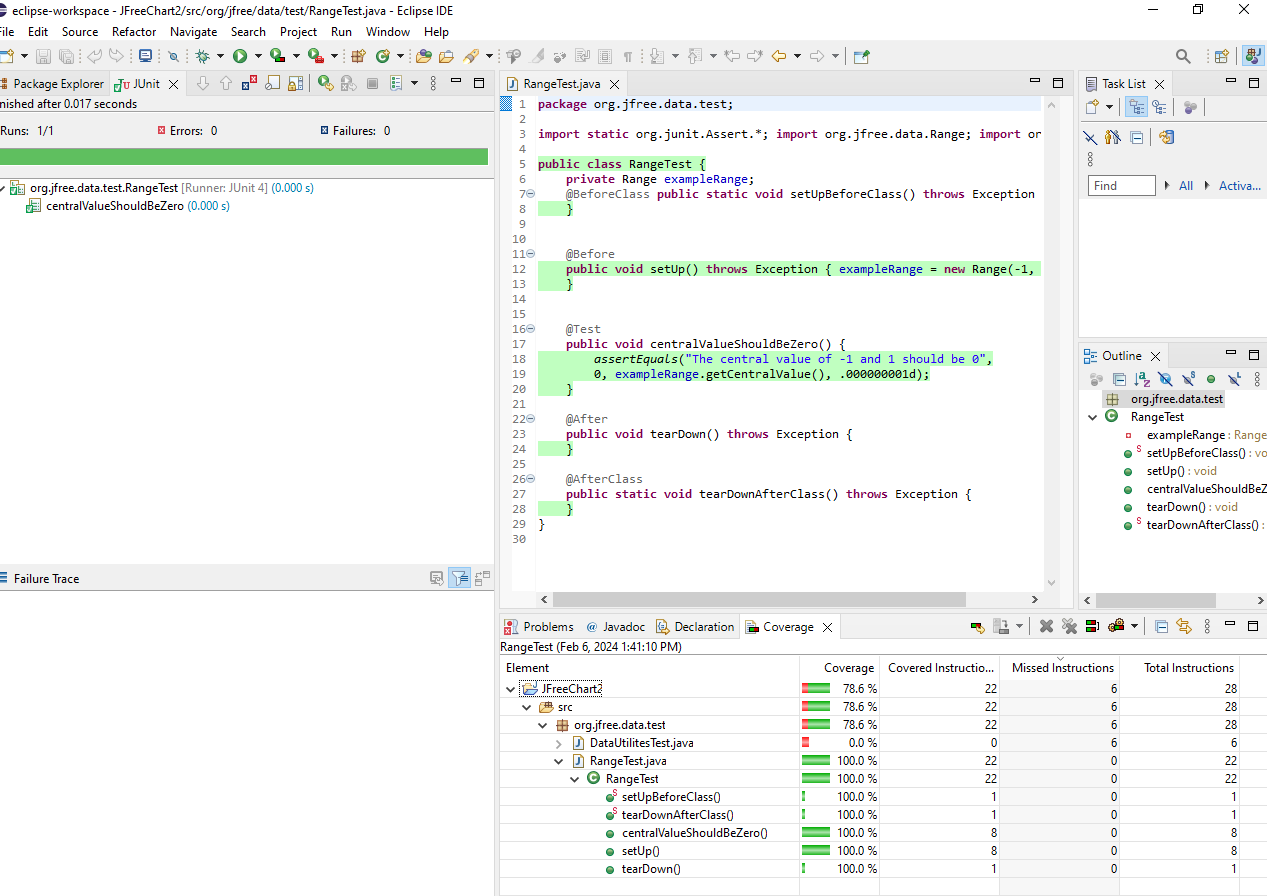 eclipse-workspace - JFreeChart2/src/org/jfree/data/test/RangeTest.java - Eclipse IDE
File Edit Source Refactor Navigate Search Project Run Window Help
Package Explorer JUnit
nished after 0.017 seconds
Runs: 1/1 Errors: 0 Failures: 0
org.jfree.data.test.RangeTest [Runner: JUnit 4] (0.000 s)
centralValueShouldBeZero (0.000 s)
Failure Trace
RangeTest.java
1 package org.jfree.data.test;
2
3 import static org.junit.Assert.*; import org.jfree.data.Range; import or
4
5 public class RangeTest {
6 private Range exampleRange;
7 @BeforeClass public static void setUpBeforeClass() throws Exception
8 }
9
10
11 @Before
12 public void setUp() throws Exception { exampleRange = new Range(-1,
13 }
14
15
16 @Test
17 public void centralValueShouldBeZero() {
18 assertEquals("The central value of -1 and 1 should be 0",
19 0, exampleRange.getCentralValue(), .000000001d);
20 }
21
22 @After
23 public void tearDown() throws Exception {
24 }
25
26 @AfterClass
27 public static void tearDownAfterClass() throws Exception {
28 }
29 }
30
Task List
Find All Activa...
Outline
org.jfree.data.test
RangeTest
exampleRange : Range
setUpBeforeClass() : vo
setUp() : void
centralValueShouldBeZ
tearDown() : void
tearDownAfterClass() :
Problems Javadoc Declaration Coverage
RangeTest (Feb 6, 2024 1:41:10 PM)
Element Coverage Covered Instructio... Missed Instructions Total Instructions
JFreeChart2 78.6 % 22 6 28
src 78.6 % 22 6 28
org.jfree.data.test 78.6 % 22 6 28
DataUtilitesTest.java 0.0 % 0 6 6
RangeTest.java 100.0 % 22 0 22
RangeTest 100.0 % 22 0 22
setUpBeforeClass() 100.0 % 1 0 1
tearDownAfterClass() 100.0 % 1 0 1
centralValueShouldBeZero() 100.0 % 8 0 8
setUp() 100.0 % 8 0 8
tearDown() 100.0 % 1 0 1